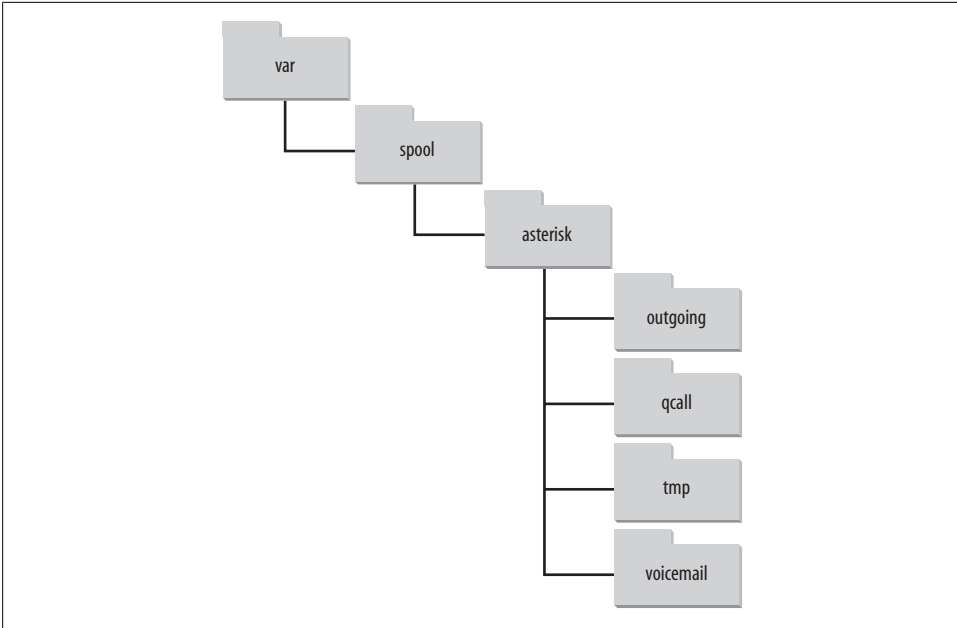 var
spool
asterisk
outgoing
qcall
tmp
voicemail